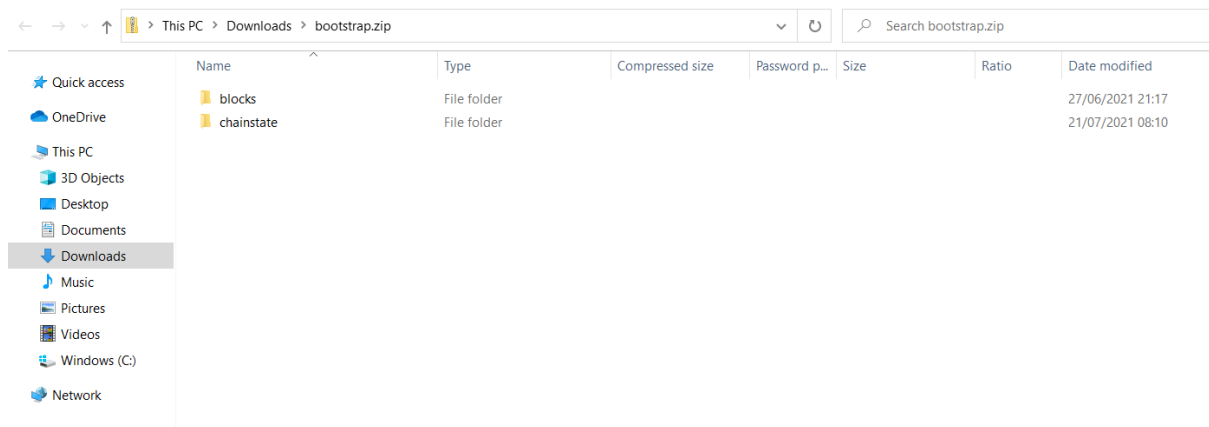 This PC > Downloads > bootstrap.zip
Search bootstrap.zip
Name Type Compressed size Password p... Size Ratio Date modified
Quick access
OneDrive
This PC
3D Objects
Desktop
Documents
Downloads
Music
Pictures
Videos
Windows (C:)
Network
blocks File folder 27/06/2021 21:17
chainstate File folder 21/07/2021 08:10